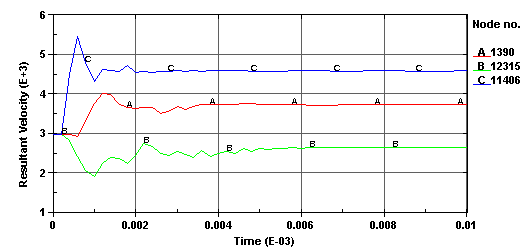 Node no.
A 1390
B 12315
C 11406
Resultant Velocity (E+3)
6
5
4
3
2
1
C C C C C
A A A A A
B B B B B
0 0.002 0.004 0.006 0.008 0.01
Time (E-03)